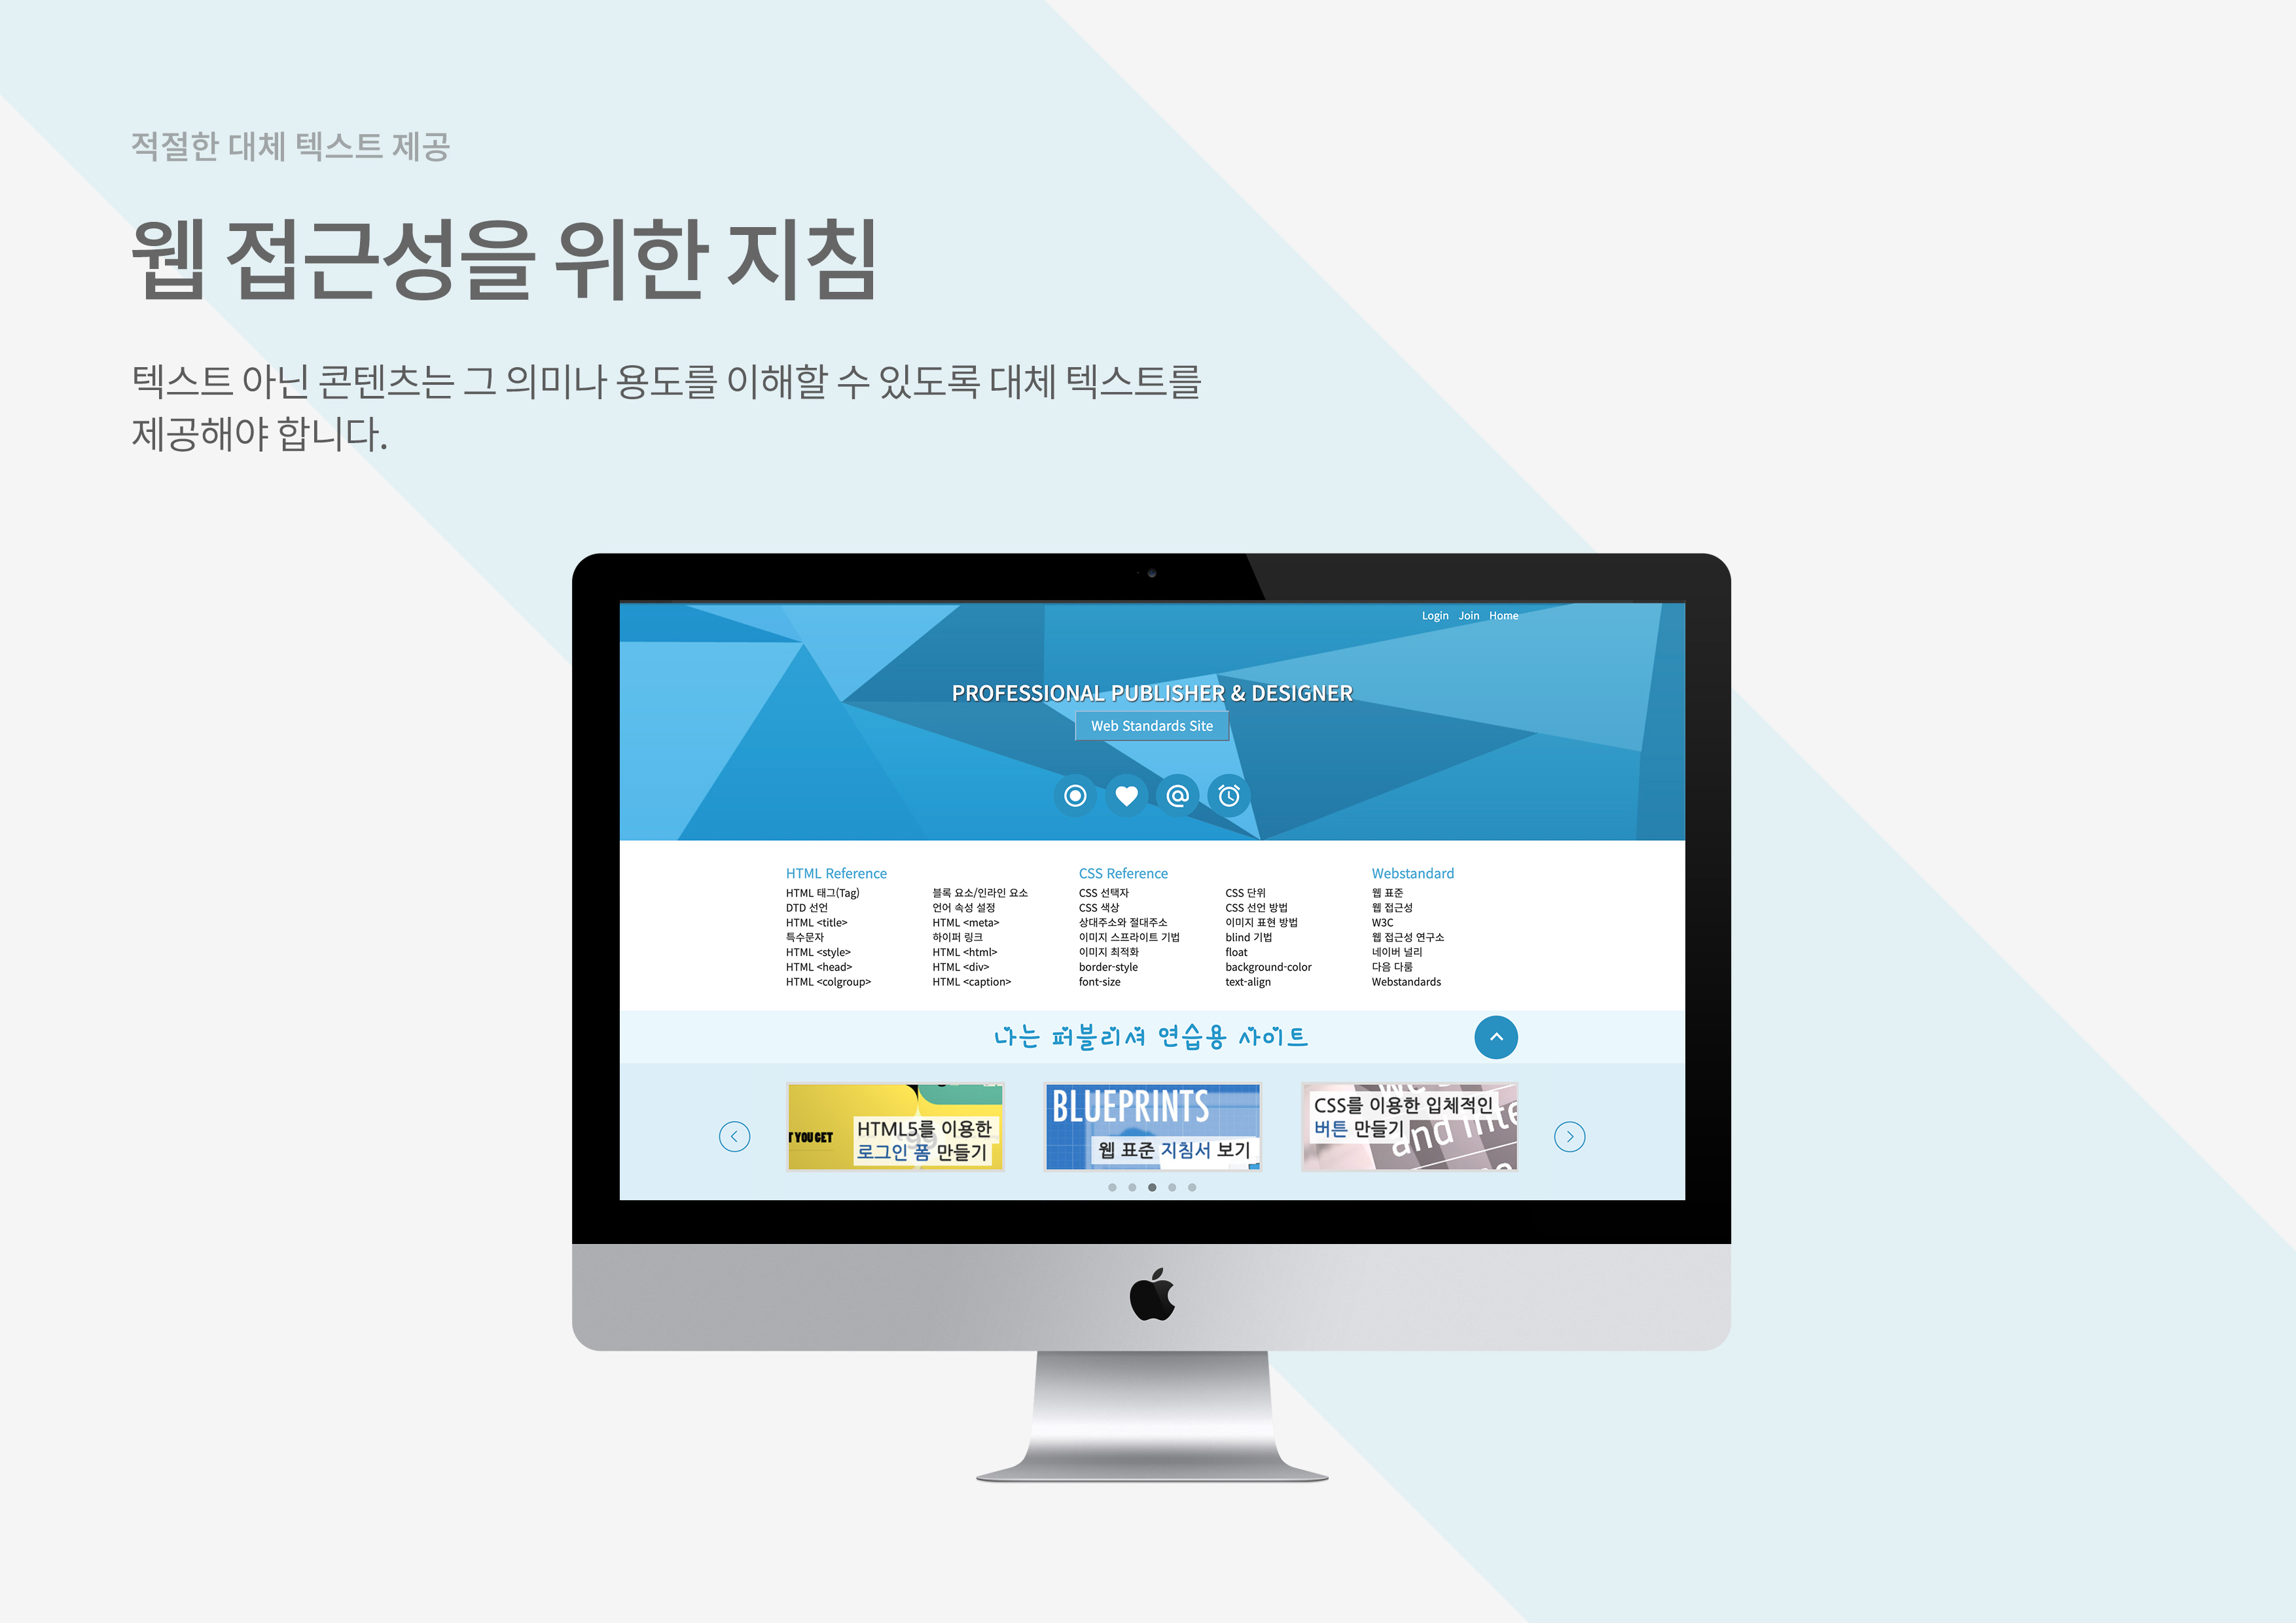 적절한 대체 텍스트 제공
웹 접근성을 위한 지침
텍스트 아닌 콘텐츠는 그 의미나 용도를 이해할 수 있도록 대체 텍스트를
제공해야 합니다.
Login Join Home
PROFESSIONAL PUBLISHER & DESIGNER
Web Standards Site
HTML Reference
HTML 태그(Tag)
DTD 선언
HTML <title>
특수문자
HTML <style>
HTML <head>
HTML <colgroup>
블록 요소/인라인 요소
언어 속성 설정
HTML <meta>
하이퍼 링크
HTML <html>
HTML <div>
HTML <caption>
CSS Reference
CSS 선택자
CSS 색상
상대주소와 절대주소
이미지 스프라이트 기법
이미지 최적화
border-style
font-size
CSS 단위
CSS 선언 방법
이미지 표현 방법
blind 기법
float
background-color
text-align
Webstandard
웹 표준
웹 접근성
W3C
웹 접근성 연구소
네이버 널리
다음 다룸
Webstandards
나는 퍼블리셔 연습용 사이트
YOU GET
HTML5를 이용한
로그인 폼 만들기
BLUEPRINTS
웹 표준 지침서 보기
CSS를 이용한 입체적인
버튼 만들기
and